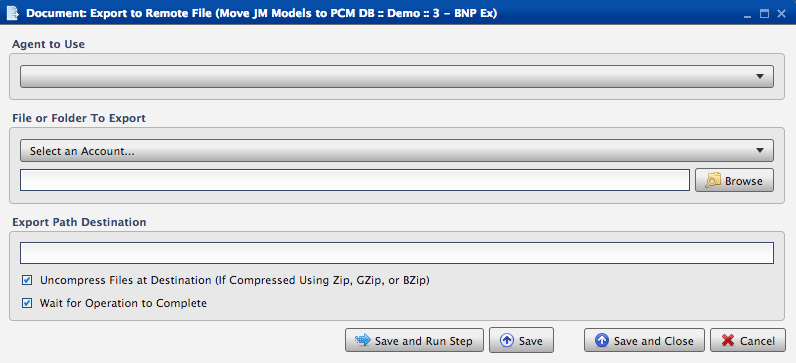 Document: Export to Remote File (Move JM Models to PCM DB :: Demo :: 3 - BNP Ex)
Agent to Use
File or Folder To Export
Select an Account...
Browse
Export Path Destination
Uncompress Files at Destination (If Compressed Using Zip, GZip, or BZip)
Wait for Operation to Complete
Save and Run Step Save Save and Close Cancel